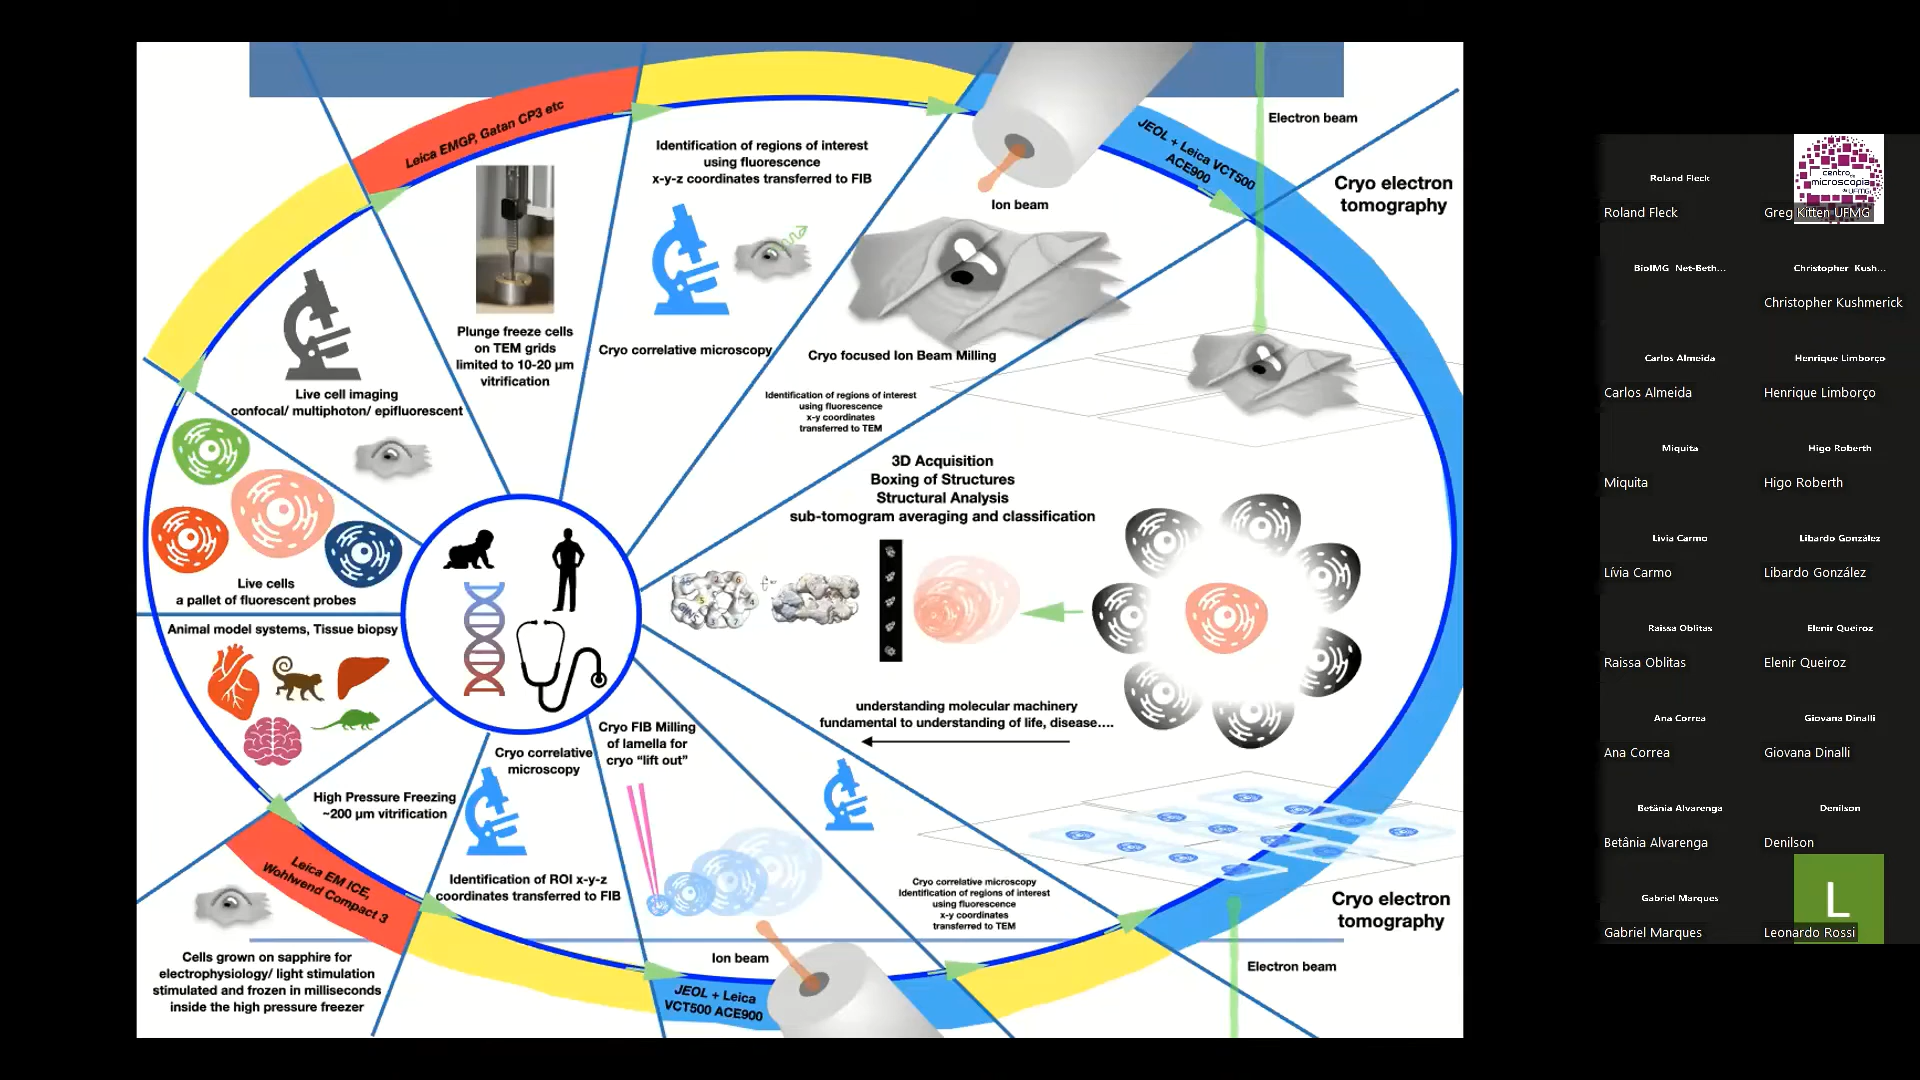 Leica EMGP, Gatan CP3 etc
JEOL + Leica VCT500
ACE900
Electron beam
Cryo electron
tomography
Identification of regions of interest
using fluorescence
x-y-z coordinates transferred to FIB
Ion beam
Plunge freeze cells
on TEM grids
limited to 10-20 µm
vitrification
Cryo correlative microscopy
Cryo focused Ion Beam Milling
Identification of regions of interest
using fluorescence
x-y coordinates
transferred to TEM
Live cell imaging
confocal/ multiphoton/ epifluorescent
3D Acquisition
Boxing of Structures
Structural Analysis
sub-tomogram averaging and classification
Live cells
a pallet of fluorescent probes
Animal model systems, Tissue biopsy
understanding molecular machinery
fundamental to understanding of life, disease....
Cryo FIB Milling
of lamella for
cryo “lift out”
Cryo correlative
microscopy
High Pressure Freezing
~200 µm vitrification
Leica EM ICE,
Wohlwend Compact 3
Identification of ROI x-y-z
coordinates transferred to FIB
Cryo correlative microscopy
Identification of regions of interest
using fluorescence
x-y coordinates
transferred to TEM
Cryo electron
tomography
Cells grown on sapphire for
electrophysiology/ light stimulation
stimulated and frozen in milliseconds
inside the high pressure freezer
Ion beam
JEOL + Leica
VCT500 ACE900
Electron beam
Roland Fleck
Roland Fleck
centro
de
microscopia
da UFMG
Greg Kitten UFMG
BioIMG Net-Beth...
Christopher Kush...
Christopher Kushmerick
Carlos Almeida
Carlos Almeida
Henrique Limborço
Henrique Limborço
Miquita
Miquita
Higo Roberth
Higo Roberth
Lívia Carmo
Lívia Carmo
Libardo González
Libardo González
Raissa Oblitas
Raissa Oblitas
Elenir Queiroz
Elenir Queiroz
Ana Correa
Ana Correa
Giovana Dinalli
Giovana Dinalli
Betânia Alvarenga
Betânia Alvarenga
Denilson
Denilson
Gabriel Marques
Gabriel Marques
L
Leonardo Rossi